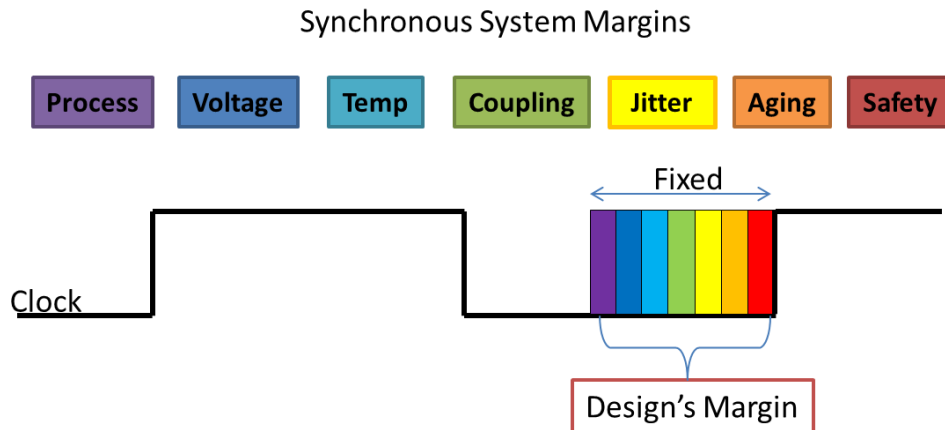 Synchronous System Margins
Process Voltage Temp Coupling Jitter Aging Safety
Fixed
Clock
Design's Margin